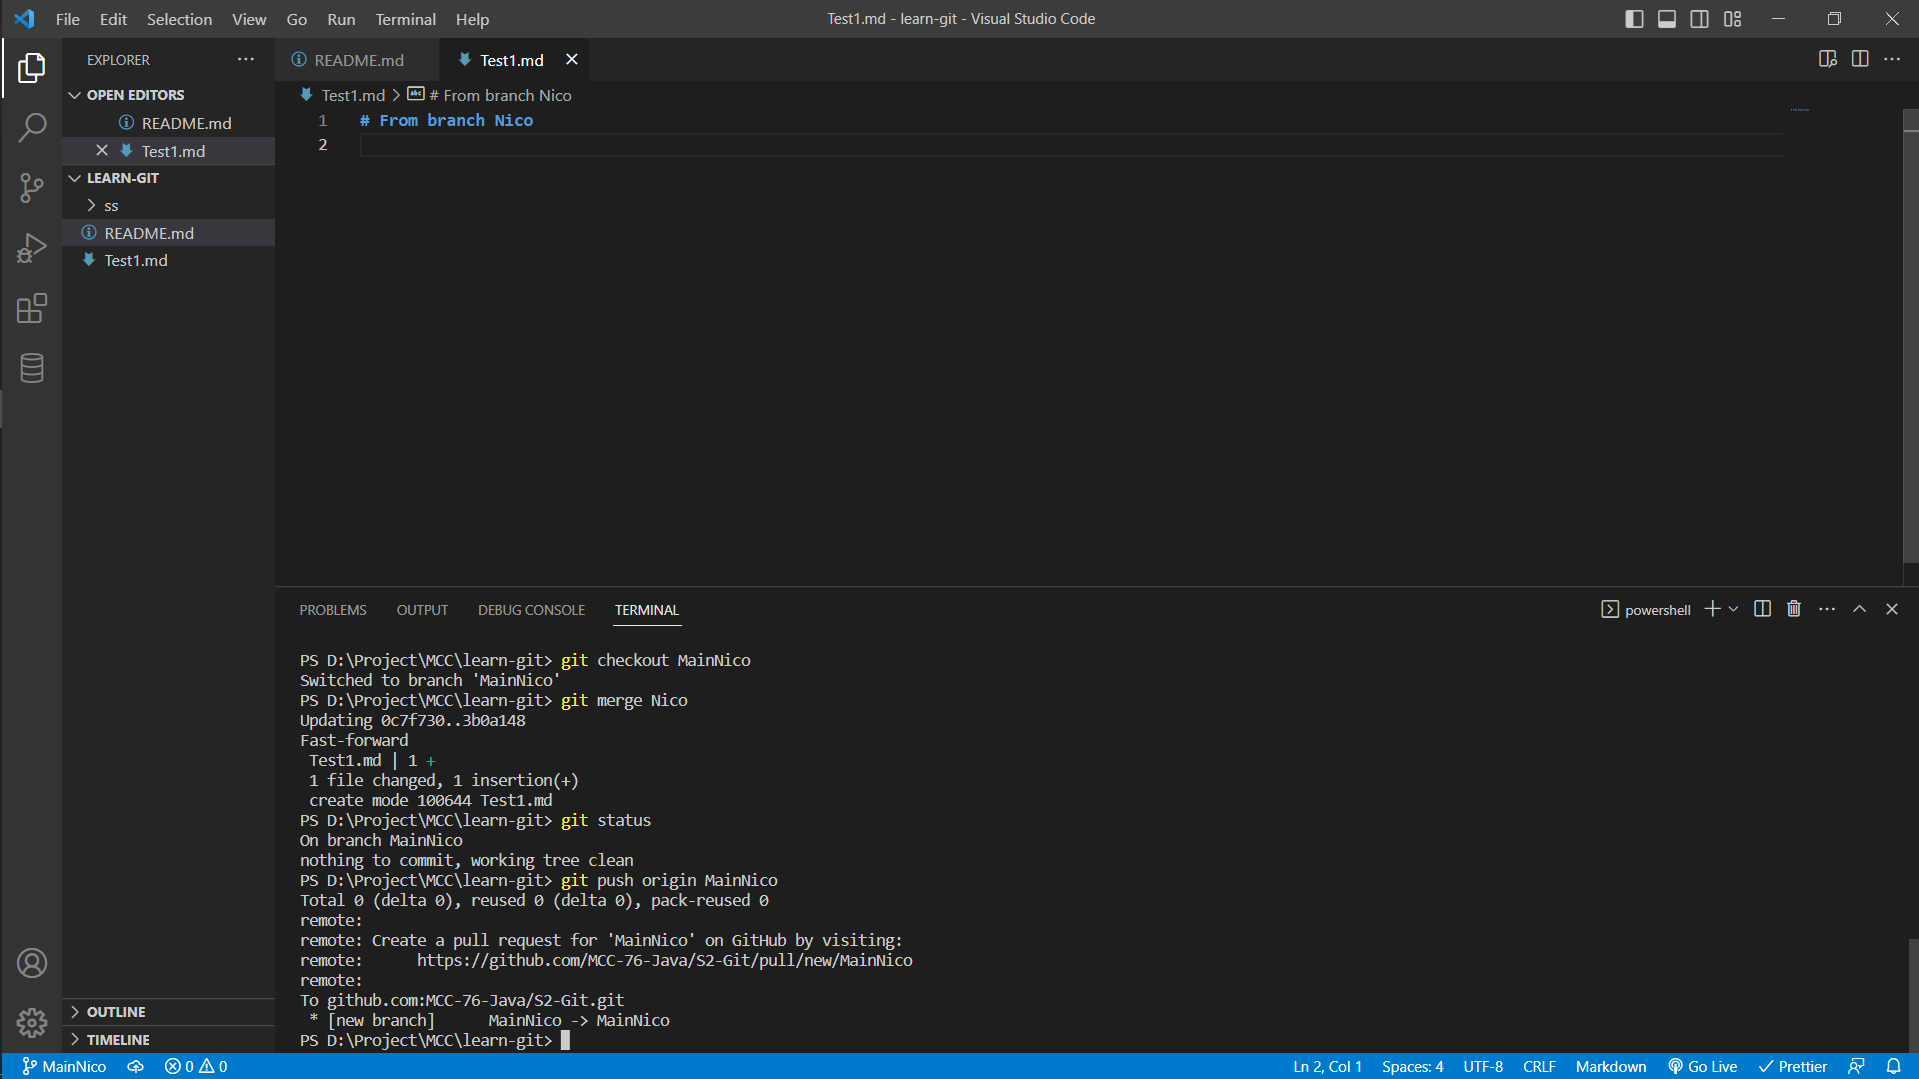 File Edit Selection View Go Run Terminal Help
Test1.md - learn-git - Visual Studio Code
EXPLORER
OPEN EDITORS
README.md
Test1.md
LEARN-GIT
ss
README.md
Test1.md
OUTLINE
TIMELINE
README.md Test1.md
Test1.md > # From branch Nico
1 # From branch Nico
2
PROBLEMS OUTPUT DEBUG CONSOLE TERMINAL
powershell
PS D:\Project\MCC\learn-git> git checkout MainNico
Switched to branch 'MainNico'
PS D:\Project\MCC\learn-git> git merge Nico
Updating 0c7f730..3b0a148
Fast-forward
 Test1.md | 1 +
 1 file changed, 1 insertion(+)
 create mode 100644 Test1.md
PS D:\Project\MCC\learn-git> git status
On branch MainNico
nothing to commit, working tree clean
PS D:\Project\MCC\learn-git> git push origin MainNico
Total 0 (delta 0), reused 0 (delta 0), pack-reused 0
remote:
remote: Create a pull request for 'MainNico' on GitHub by visiting:
remote:      https://github.com/MCC-76-Java/S2-Git/pull/new/MainNico
remote:
To github.com:MCC-76-Java/S2-Git.git
 * [new branch]      MainNico -> MainNico
PS D:\Project\MCC\learn-git>
MainNico 0 0
Ln 2, Col 1 Spaces: 4 UTF-8 CRLF Markdown Go Live Prettier